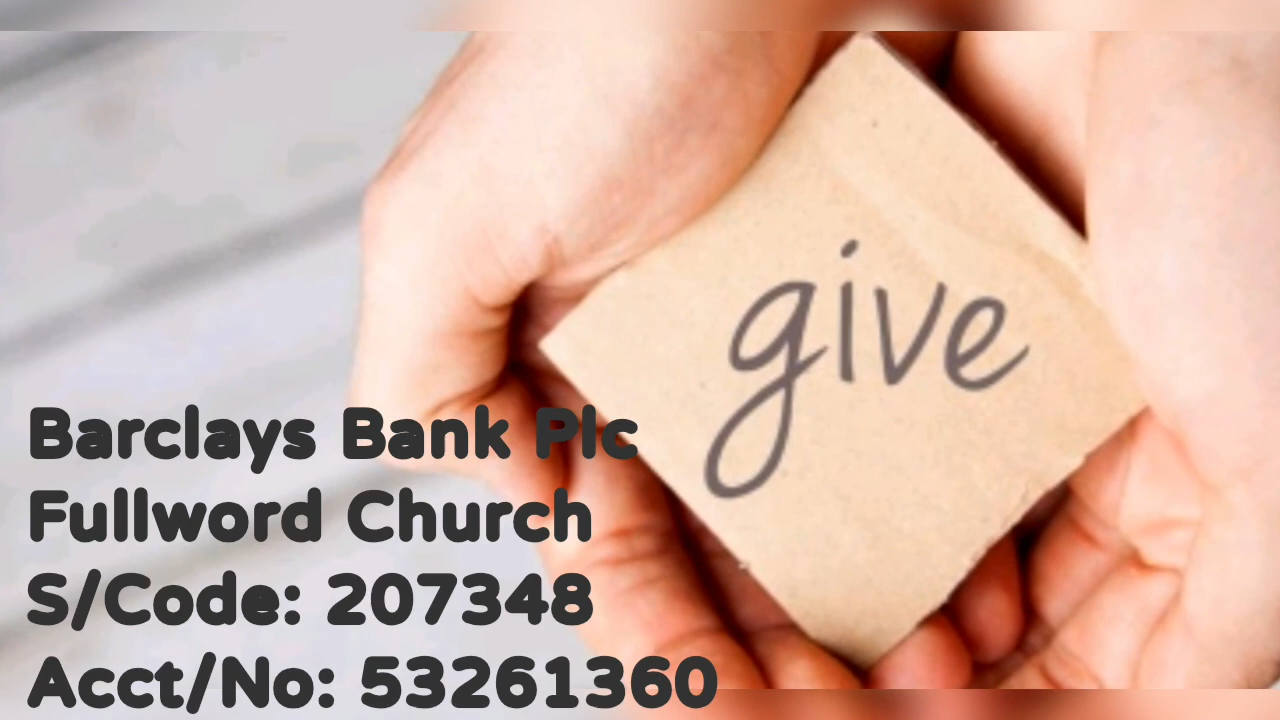 give
Barclays Bank Plc
Fullword Church
S/Code: 207348
Acct/No: 53261360